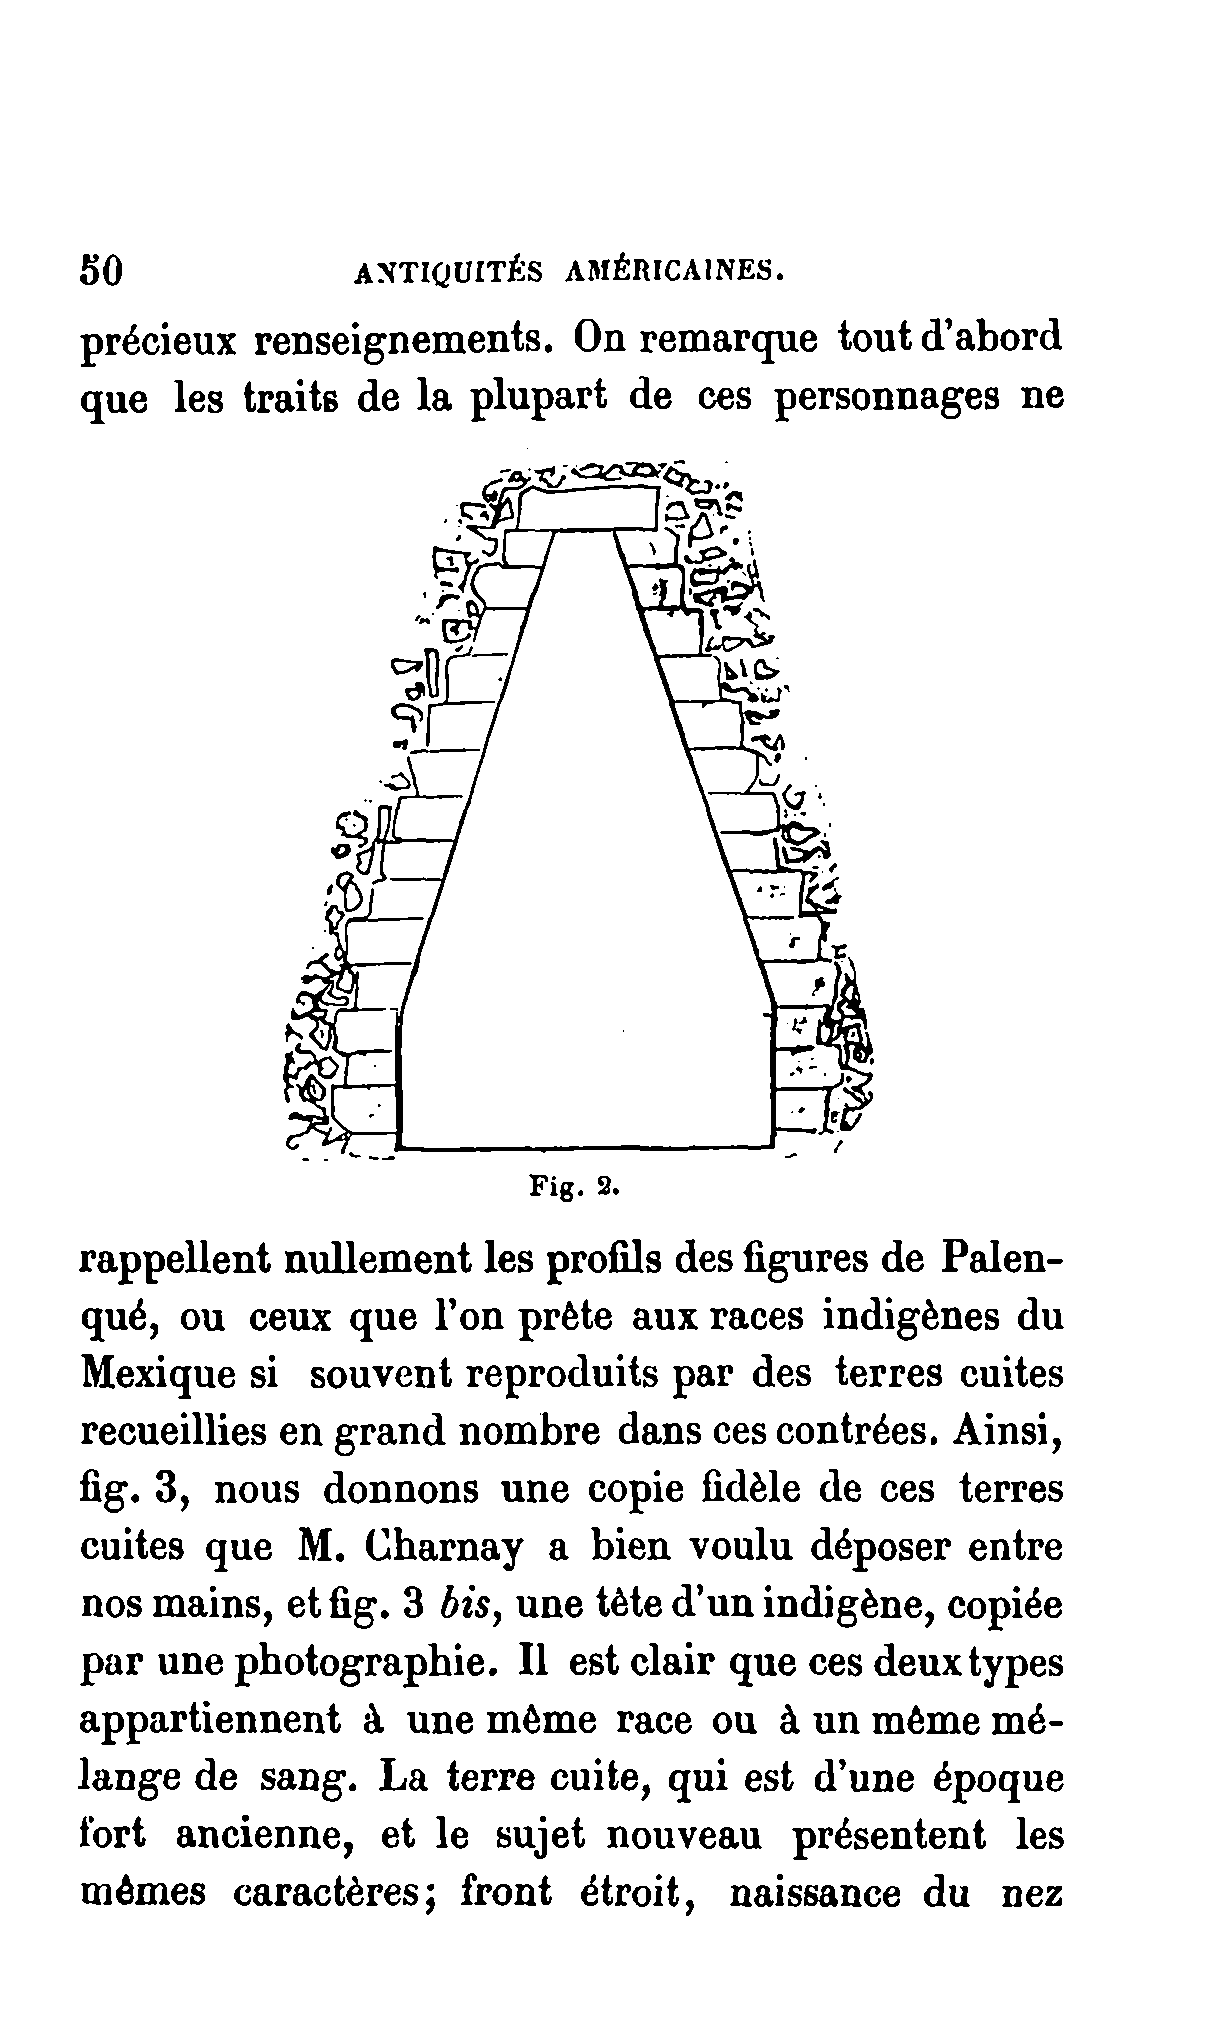 50 ANTIQUITÉS AMÉRICAINES.
précieux renseignements. On remarque tout d'abord
que les traits de la plupart de ces personnages ne
Fig. 2.
rappellent nullement les profils des figures de Palen-
qué, ou ceux que l'on prête aux races indigènes du
Mexique si souvent reproduits par des terres cuites
recueillies en grand nombre dans ces contrées. Ainsi,
fig. 3, nous donnons une copie fidèle de ces terres
cuites que M. Charnay a bien voulu déposer entre
nos mains, et fig. 3 bis, une tête d'un indigène, copiée
par une photographie. Il est clair que ces deux types
appartiennent à une même race ou à un même mé-
lange de sang. La terre cuite, qui est d'une époque
fort ancienne, et le sujet nouveau présentent les
mêmes caractères; front étroit, naissance du nez